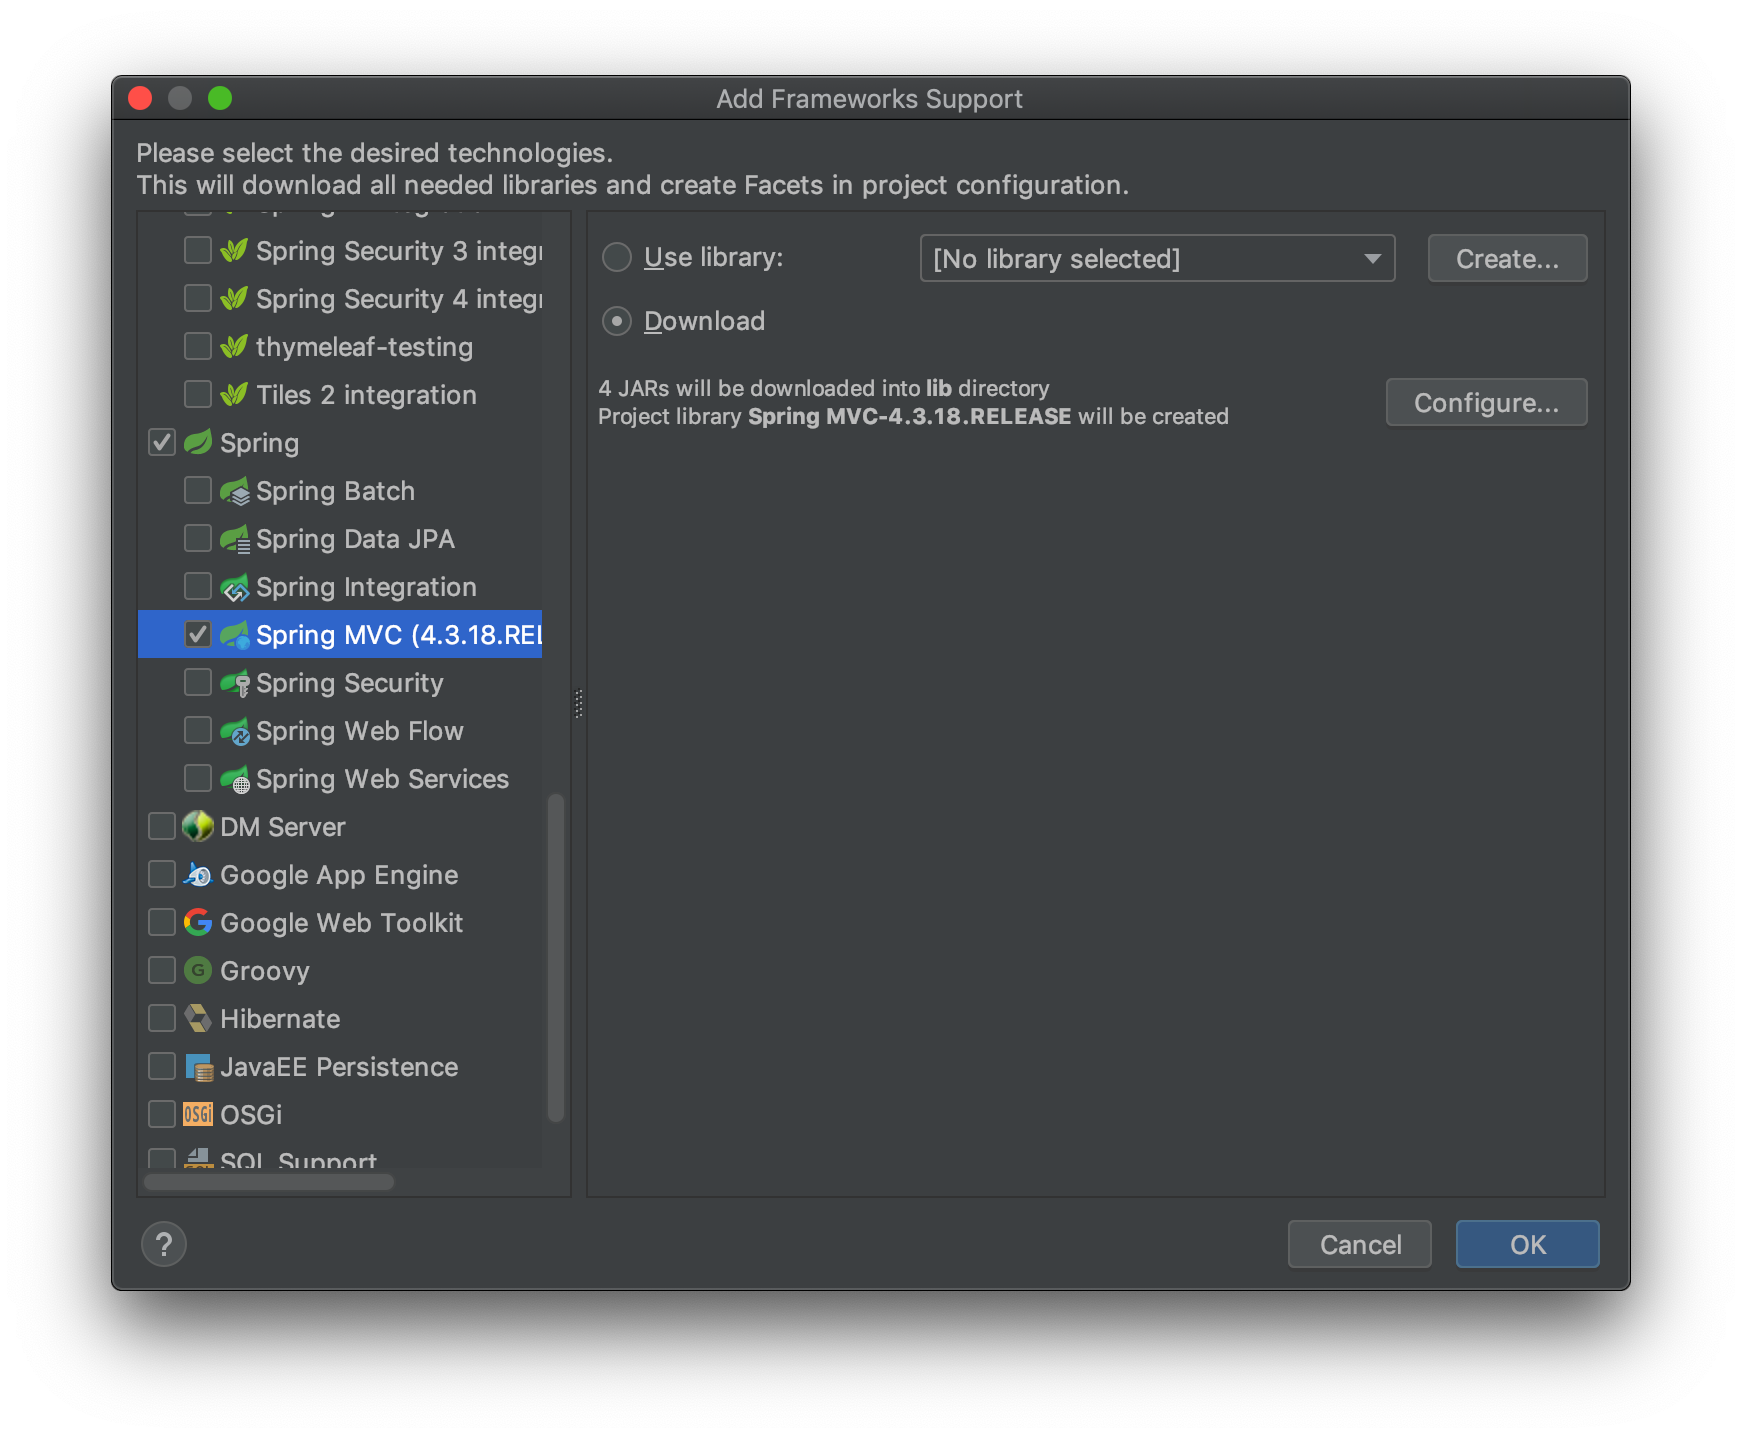 Add Frameworks Support
Please select the desired technologies.
This will download all needed libraries and create Facets in project configuration.
Spring Security 3 integr
Spring Security 4 integr
thymeleaf-testing
Tiles 2 integration
Spring
Spring Batch
Spring Data JPA
Spring Integration
Spring MVC (4.3.18.REL
Spring Security
Spring Web Flow
Spring Web Services
DM Server
Google App Engine
Google Web Toolkit
G Groovy
Hibernate
JavaEE Persistence
OSGi OSGi
SQL Support
Use library:
[No library selected]
Create...
Download
4 JARs will be downloaded into lib directory
Project library Spring MVC-4.3.18.RELEASE will be created
Configure...
?
Cancel
OK